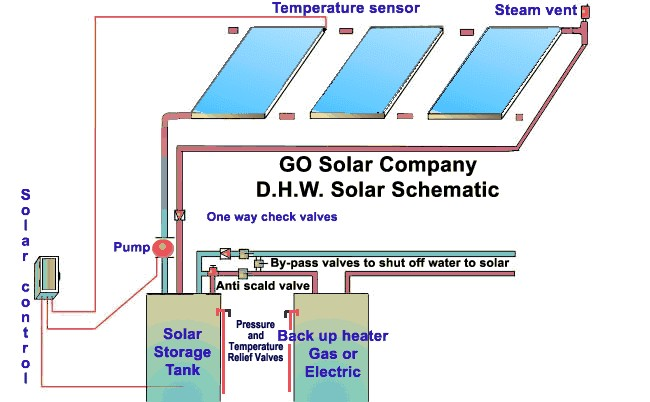 Temperature sensor
Steam vent
GO Solar Company
D.H.W. Solar Schematic
Solar control
One way check valves
Pump
By-pass valves to shut off water to solar
Anti scald valve
Solar
Storage
Tank
Pressure
and
Temperature
Relief Valves
Back up heater
Gas or
Electric